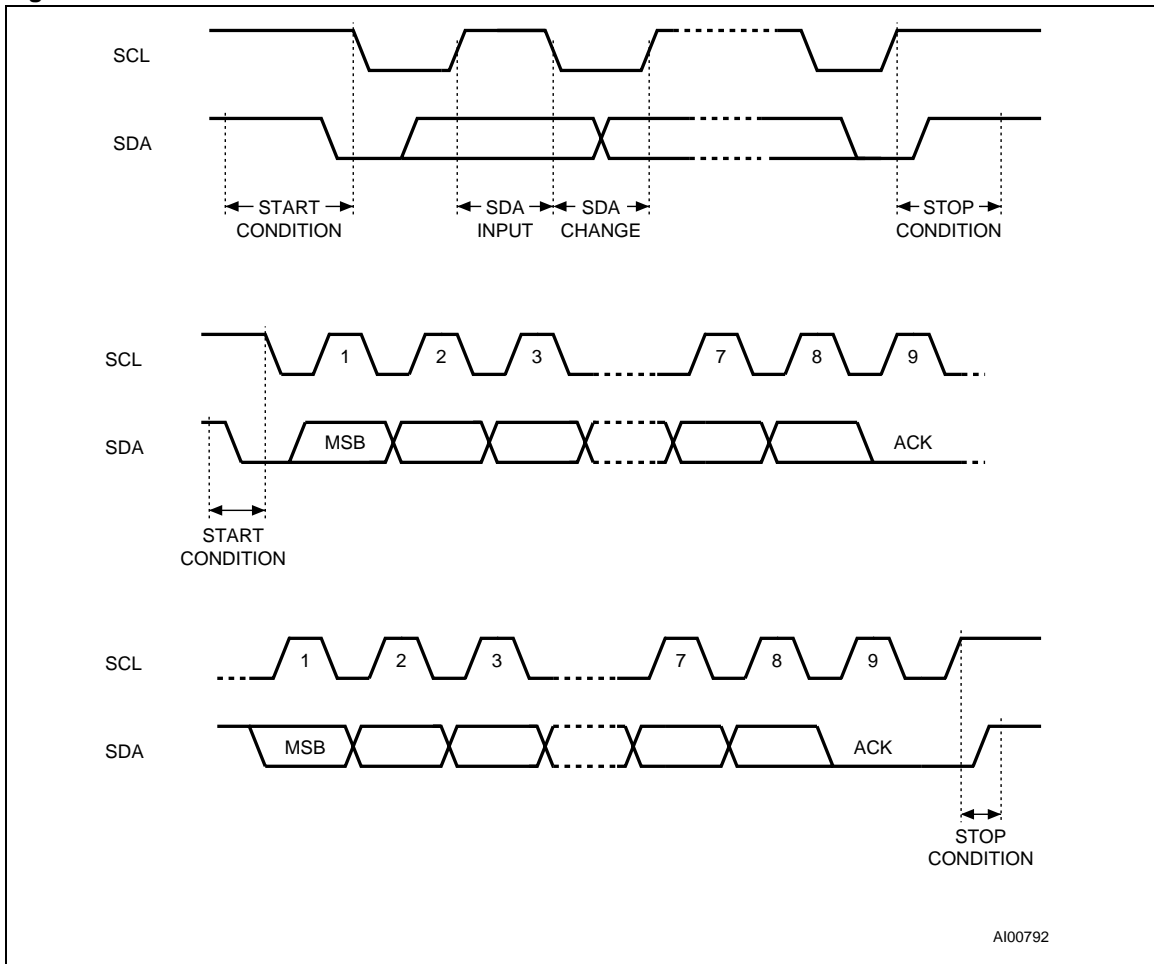 SCL
SDA
START
CONDITION
SDA
INPUT
SDA
CHANGE
STOP
CONDITION
SCL
1 2 3 7 8 9
SDA
MSB ACK
START
CONDITION
SCL
1 2 3 7 8 9
SDA
MSB ACK
STOP
CONDITION
AI00792